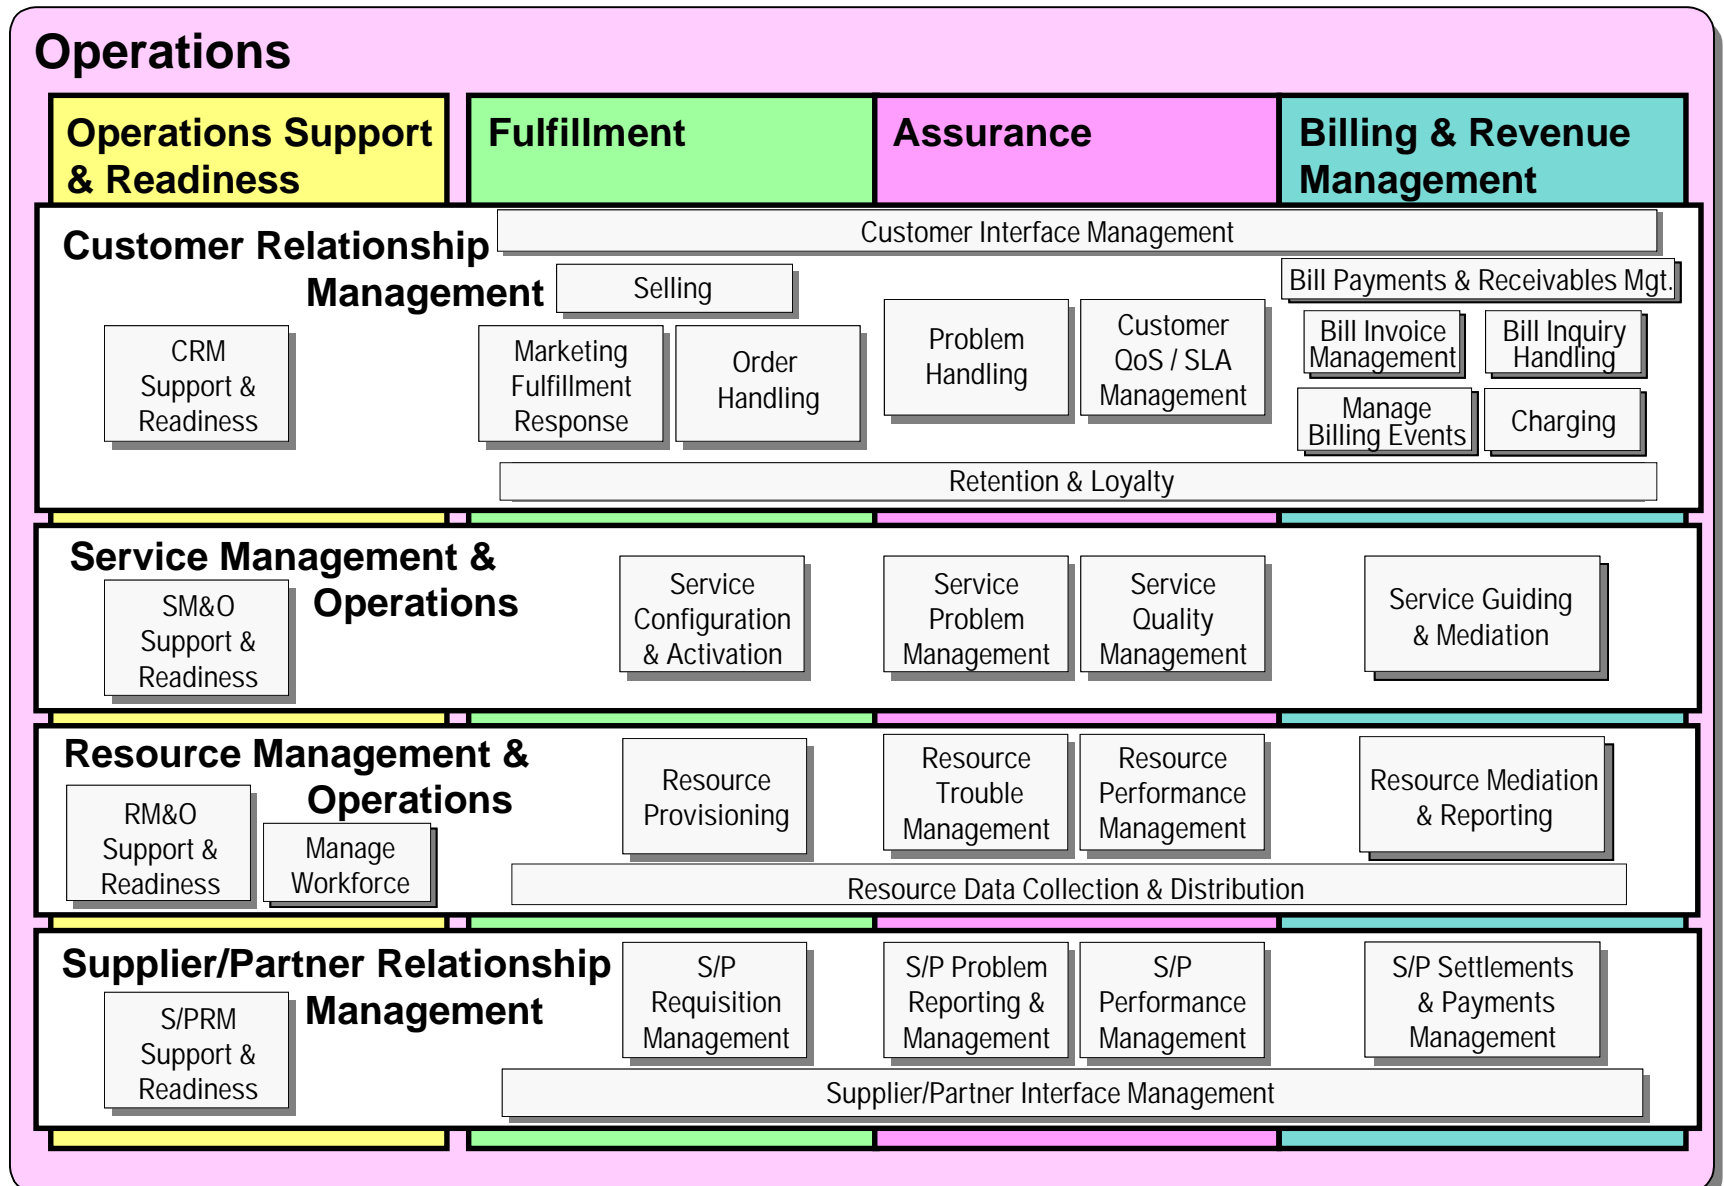 Operations
Operations Support
& Readiness
Fulfillment
Assurance
Billing & Revenue
Management
Customer Relationship
Management
Customer Interface Management
Selling
CRM
Support &
Readiness
Marketing
Fulfillment
Response
Order
Handling
Problem
Handling
Customer
QoS / SLA
Management
Bill Payments & Receivables Mgt.
Bill Invoice
Management
Bill Inquiry
Handling
Manage
Billing Events
Charging
Retention & Loyalty
Service Management &
Operations
SM&O
Support &
Readiness
Service
Configuration
& Activation
Service
Problem
Management
Service
Quality
Management
Service Guiding
& Mediation
Resource Management &
Operations
RM&O
Support &
Readiness
Manage
Workforce
Resource
Provisioning
Resource
Trouble
Management
Resource
Performance
Management
Resource Mediation
& Reporting
Resource Data Collection & Distribution
Supplier/Partner Relationship
Management
S/PRM
Support &
Readiness
S/P
Requisition
Management
S/P Problem
Reporting &
Management
S/P
Performance
Management
S/P Settlements
& Payments
Management
Supplier/Partner Interface Management